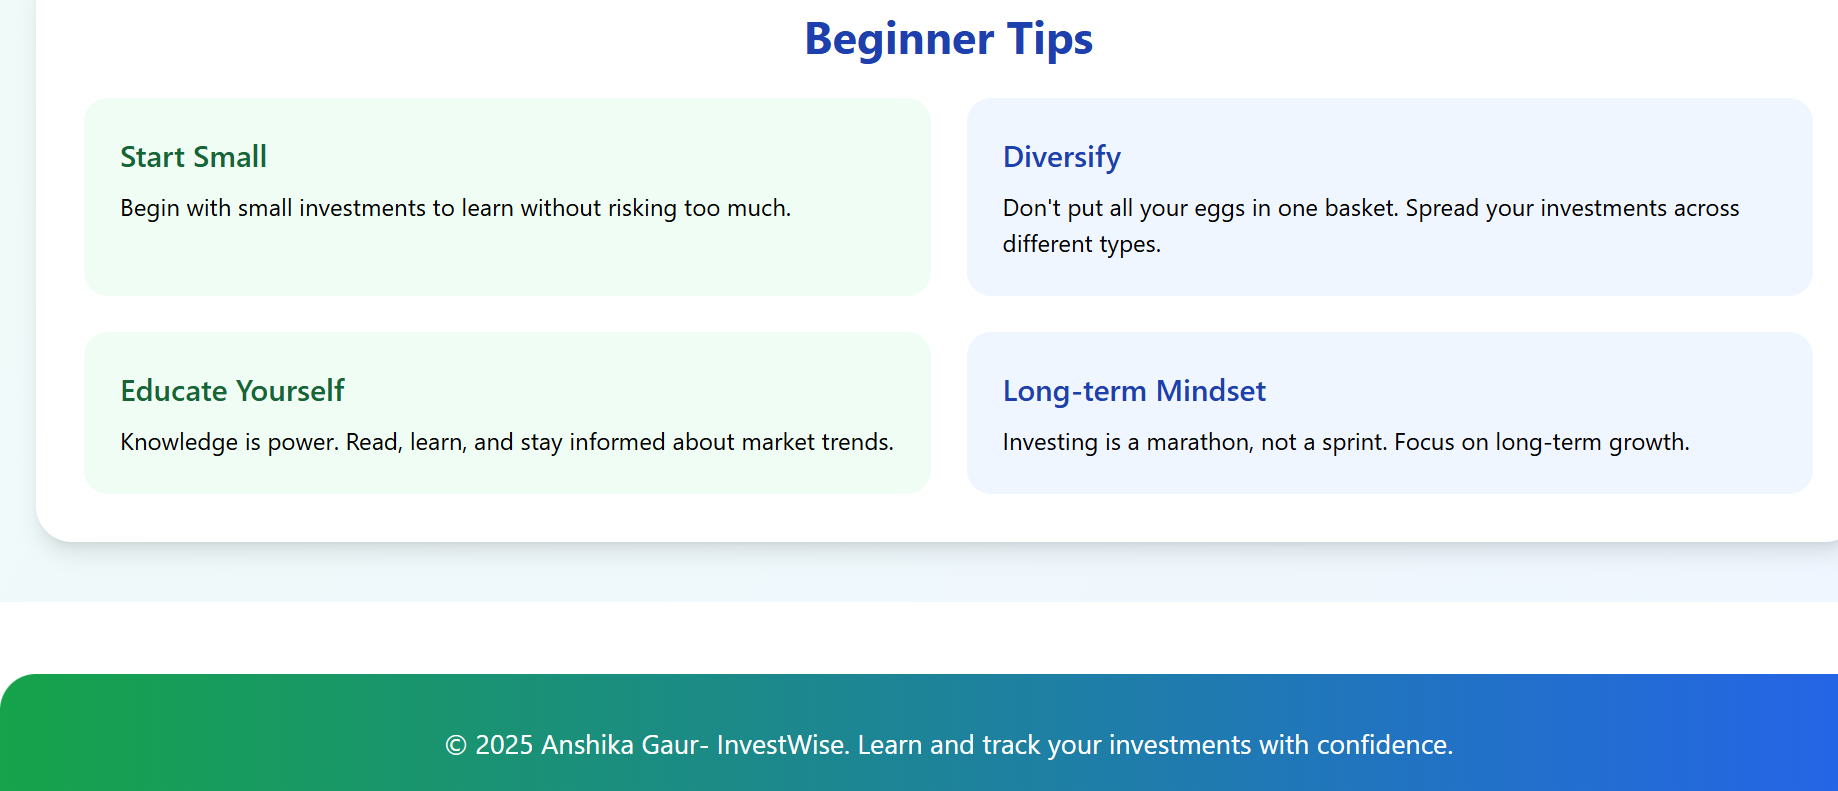 Beginner Tips
Start Small
Begin with small investments to learn without risking too much.
Diversify
Don't put all your eggs in one basket. Spread your investments across
different types.
Educate Yourself
Knowledge is power. Read, learn, and stay informed about market trends.
Long-term Mindset
Investing is a marathon, not a sprint. Focus on long-term growth.
© 2025 Anshika Gaur- InvestWise. Learn and track your investments with confidence.